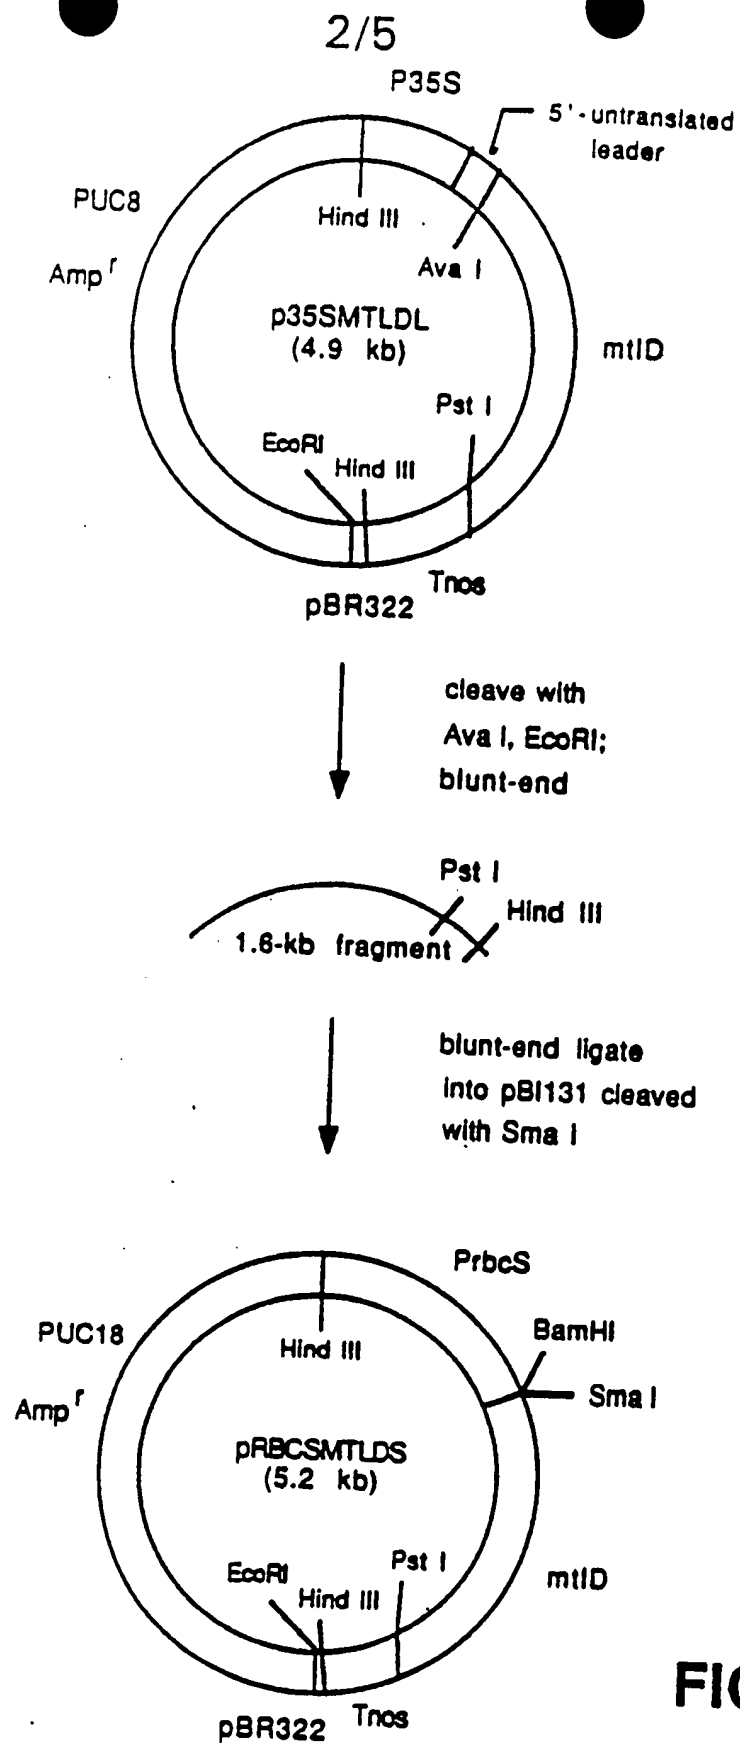 2/5
P35S
5'-untranslated
leader
PUC8
Amp r
Hind III
Ava I
p35SMTLDL
(4.9 kb)
mtlD
Pst I
EcoRI
Hind III
Tnos
pBR322
cleave with
Ava I, EcoRI;
blunt-end
Pst I
Hind III
1.6-kb fragment
blunt-end ligate
into pBI131 cleaved
with Sma I
PrbcS
BamHI
PUC18
Hind III
Sma I
Amp r
pRBCSMTLDS
(5.2 kb)
Pst I
EcoRI
Hind III
mtlD
Tnos
pBR322